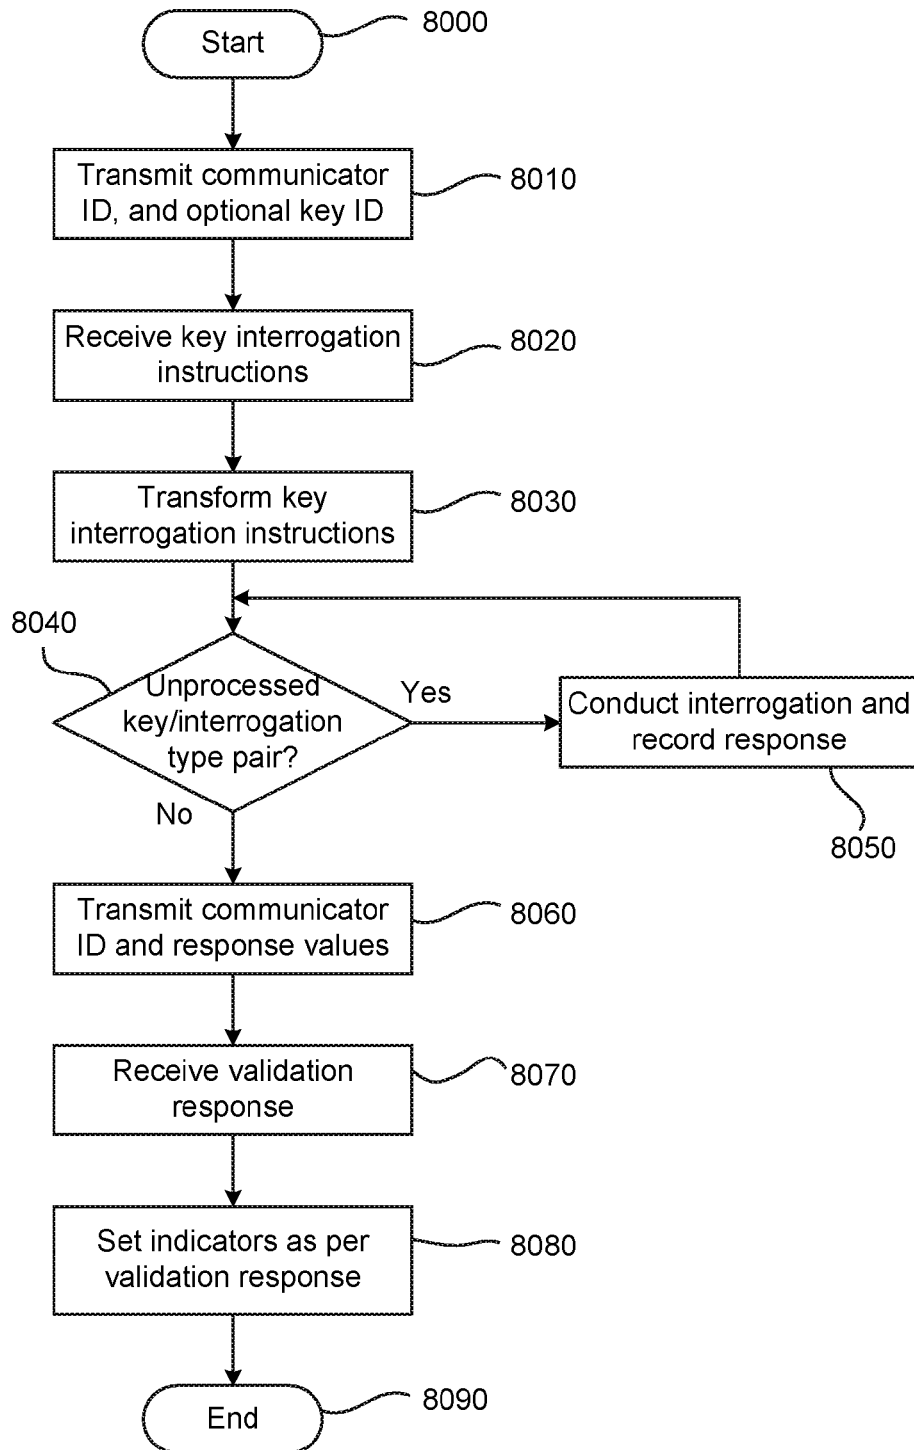 Start
8000
Transmit communicator
ID, and optional key ID
8010
Receive key interrogation
instructions
8020
Transform key
interrogation instructions
8030
8040
Unprocessed
key/interrogation
type pair?
Yes
No
Conduct interrogation and
record response
8050
Transmit communicator
ID and response values
8060
Receive validation
response
8070
Set indicators as per
validation response
8080
End
8090